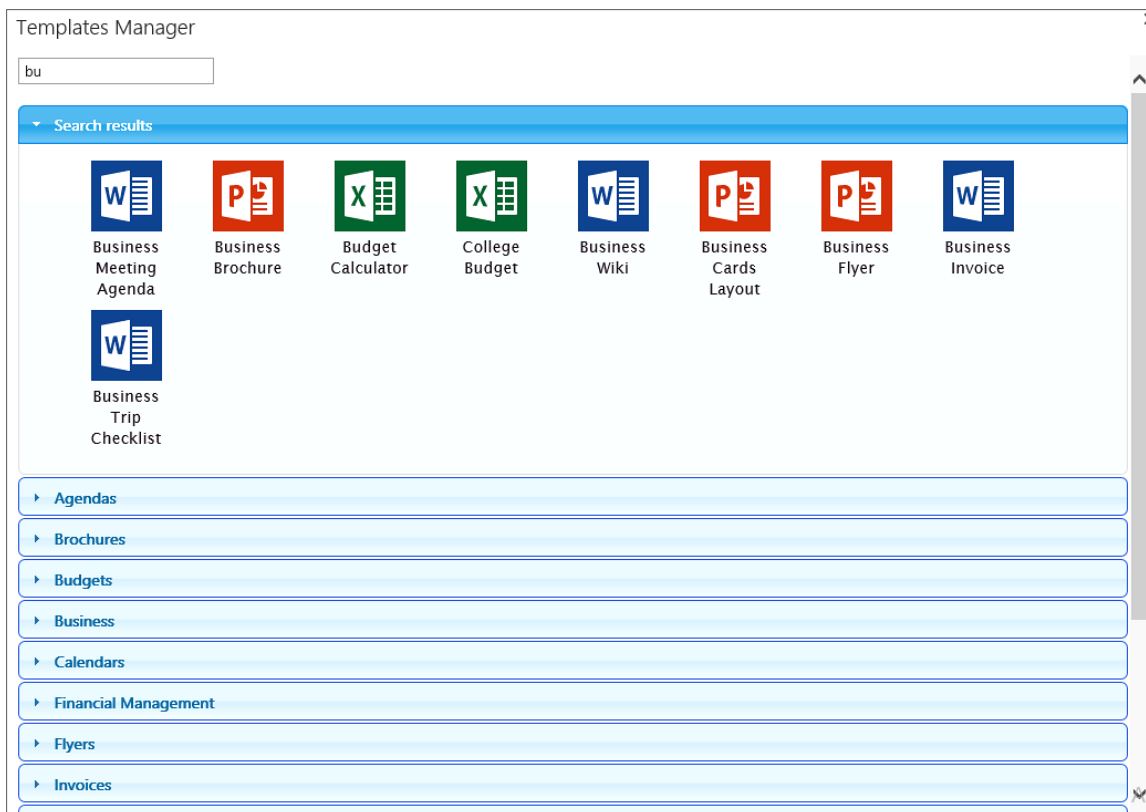 Templates Manager
bu
Search results
W P X X W P P W
Business Business Budget College Business Business Business Business
Meeting Brochure Calculator Budget Wiki Cards Flyer Invoice
Agenda Layout
W
Business
Trip
Checklist
Agendas
Brochures
Budgets
Business
Calendars
Financial Management
Flyers
Invoices